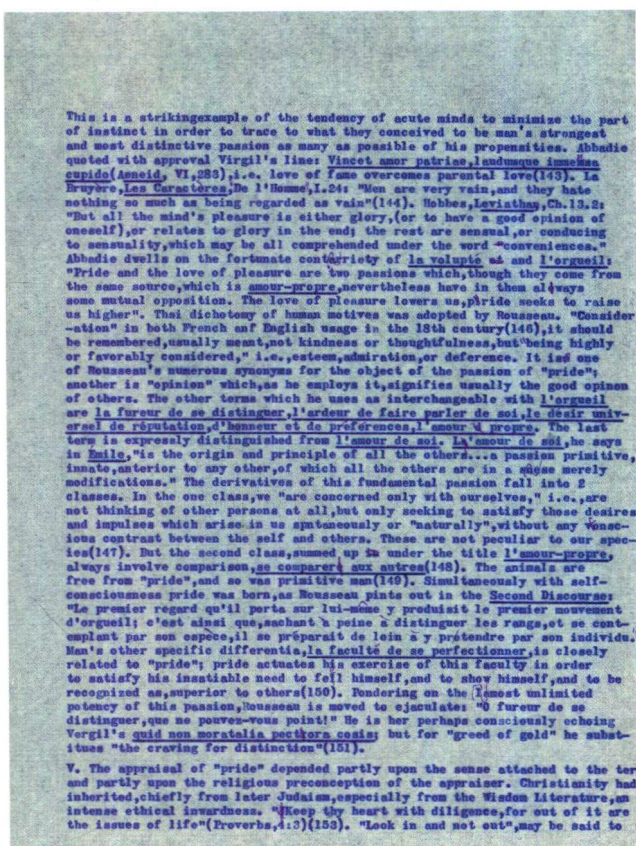 This is a strikingexample of the tendency of acute minds to minimize the part
of instinct in order to trace to what they conceived to be man's strongest
and most distinctive passion as many as possible of his propensities. Abbadie
quoted with approval Virgil's line: Vincet amor patriae,laudumque immensa
cupido(Aeneid, VI,283),i.e. love of fame overcomes parental love(143). La
Bruyère,Les Caractères,De l'Homme,I.24: "Men are very vain,and they hate
nothing so much as being regarded as vain"(144). Hobbes,Leviathan,Ch.13,2:
"But all the mind's pleasure is either glory,(or to have a good opinion of
oneself),or relates to glory in the end; the rest are sensual,or conducing
to sensuality,which may be all comprehended under the word "conveniences."
Abbadie dwells on the fortunate contrariety of la volupté and l'orgueil:
"Pride and the love of pleasure are two passions which,though they come from
the same source,which is amour-propre,nevertheless have in them always
some mutual opposition. The love of pleasure lowers us,pride seeks to raise
us higher". Thsi dichotomy of human motives was adopted by Rousseau. "Consider
-ation" in both French anf English usage in the 18th century(146),it should
be remembered,usually meant,not kindness or thoughtfulness,but"being highly
or favorably considered," i.e.,esteem,admiration,or deference. It is one
of Rousseau's numerous synonyms for the object of the passion of "pride";
another is "opinion" which,as he employs it,signifies usually the good opinon
of others. The other terms which he uses as interchangeable with l'orgueil
are la fureur de se distinguer,l'ardeur de faire parler de soi,le désir univ-
ersel de réputation,d'honneur et de préférences,l'amour propre. The last
term is expressly distinguished from l'amour de soi. L'amour de soi,he says
in Emile,"is the origin and principle of all the others...a passion primitive,
innate,anterior to any other,of which all the others are in a sense merely
modifications." The derivatives of this fundamental passion fall into 2
classes. In the one class,we "are concerned only with ourselves," i.e.,are
not thinking of other persons at all,but only seeking to satisfy those desires
and impulses which arise in us spntaneously or "naturally",without any consc-
ious contrast between the self and others. These are not peculiar to our spec-
ies(147). But the second class,summed up under the title l'amour-propre,
always involve comparison,se comparer aux autres(148). The animals are
free from "pride",and so was primitive man(149). Simultaneously with self-
consciousness pride was born,as Rousseau pints out in the Second Discourse:
"Le premier regard qu'il porta sur lui-même y produisit le premier mouvement
d'orgueil; c'est ainsi que,sachant à peine à distinguer les rangs,et se cont-
emplant par son espèce,il se préparait de loin à y prétendre par son individu.
Man's other specific differentia,la faculté de se perfectionner,is closely
related to "pride"; pride actuates his exercise of this faculty in order
to satisfy his insatiable need to feel himself,and to show himself,and to be
recognized as,superior to others(150). Pondering on the almost unlimited
potency of this passion,Rousseau is moved to ejaculate: "O fureur de se
distinguer,que ne pouvez-vous point!" He is her perhaps consciously echoing
Vergil's quid non moratalia pecthora cosis; but for "greed of gold" he subst-
itues "the craving for distinction"(151).
V. The appraisal of "pride" depended partly upon the sense attached to the ter
and partly upon the religious preconception of the appraiser. Christianity had
inherited,chiefly from later Judaism,especially from the Wisdom Literature,an
intense ethical inwardness. "Keep thy heart with diligence,for out of it are
the issues of life"(Proverbs,4:3)(153). "Look in and not out",may be said to